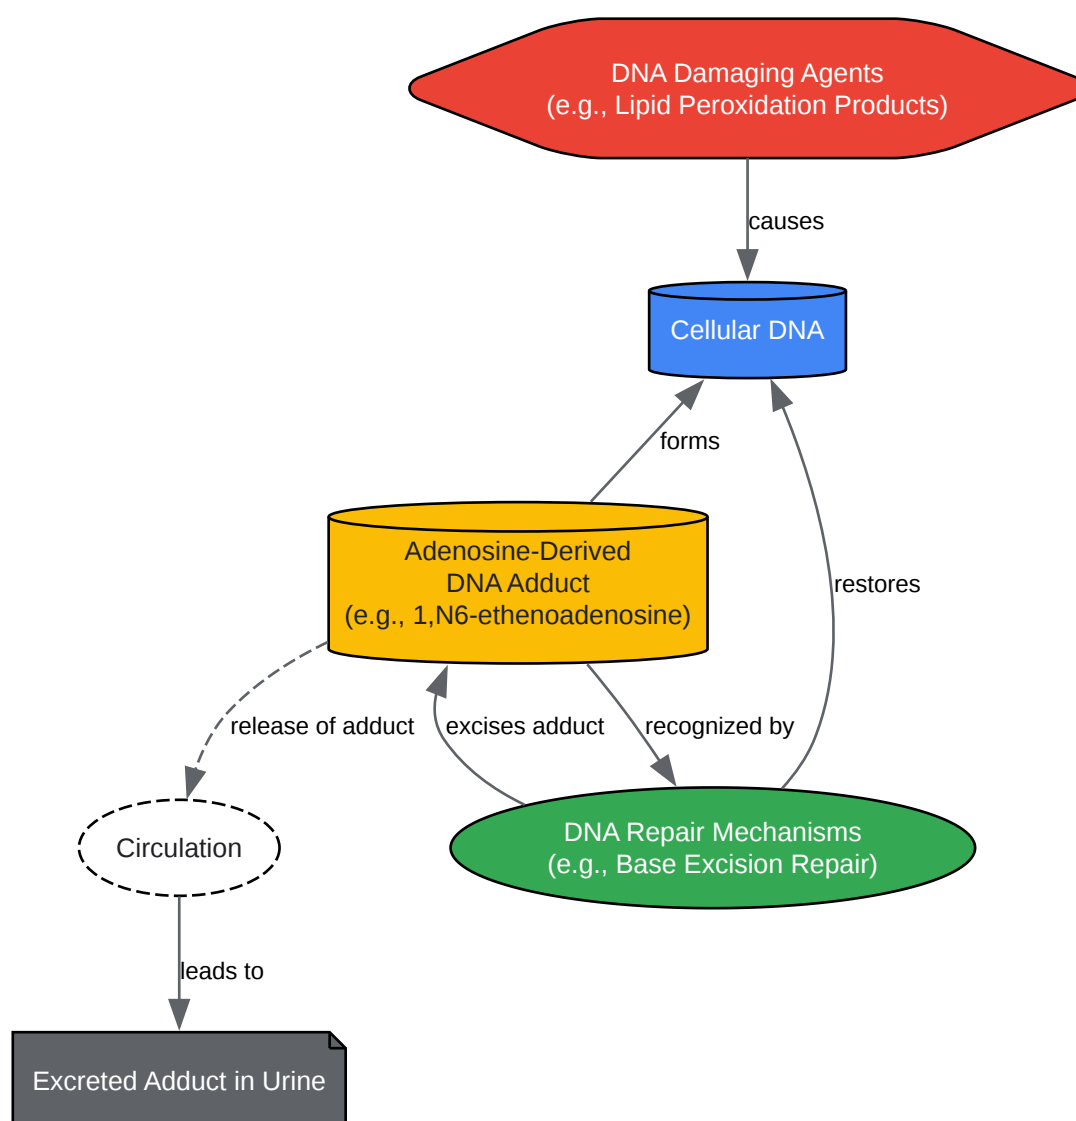 DNA Damaging Agents
(e.g., Lipid Peroxidation Products)
causes
Cellular DNA
forms
Adenosine-Derived
DNA Adduct
(e.g., 1,N6-ethenoadenosine)
restores
release of adduct
excises adduct
recognized by
DNA Repair Mechanisms
(e.g., Base Excision Repair)
Circulation
leads to
Excreted Adduct in Urine